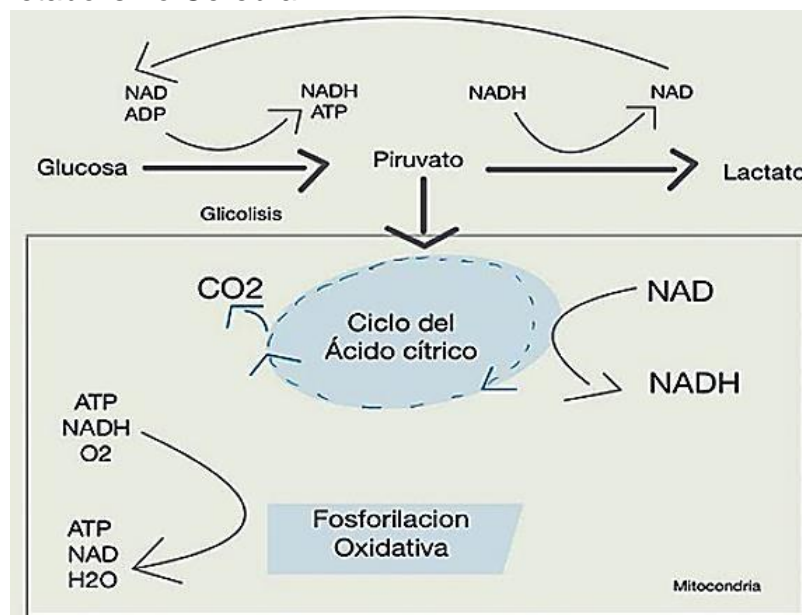 NAD
ADP
NADH
ATP
NADH
NAD
Glucosa
Piruvato
Lactato
Glicolisis
CO2
Ciclo del
Ácido cítrico
NAD
NADH
ATP
NADH
O2
ATP
NAD
H2O
Fosforilacion
Oxidativa
Mitocondria